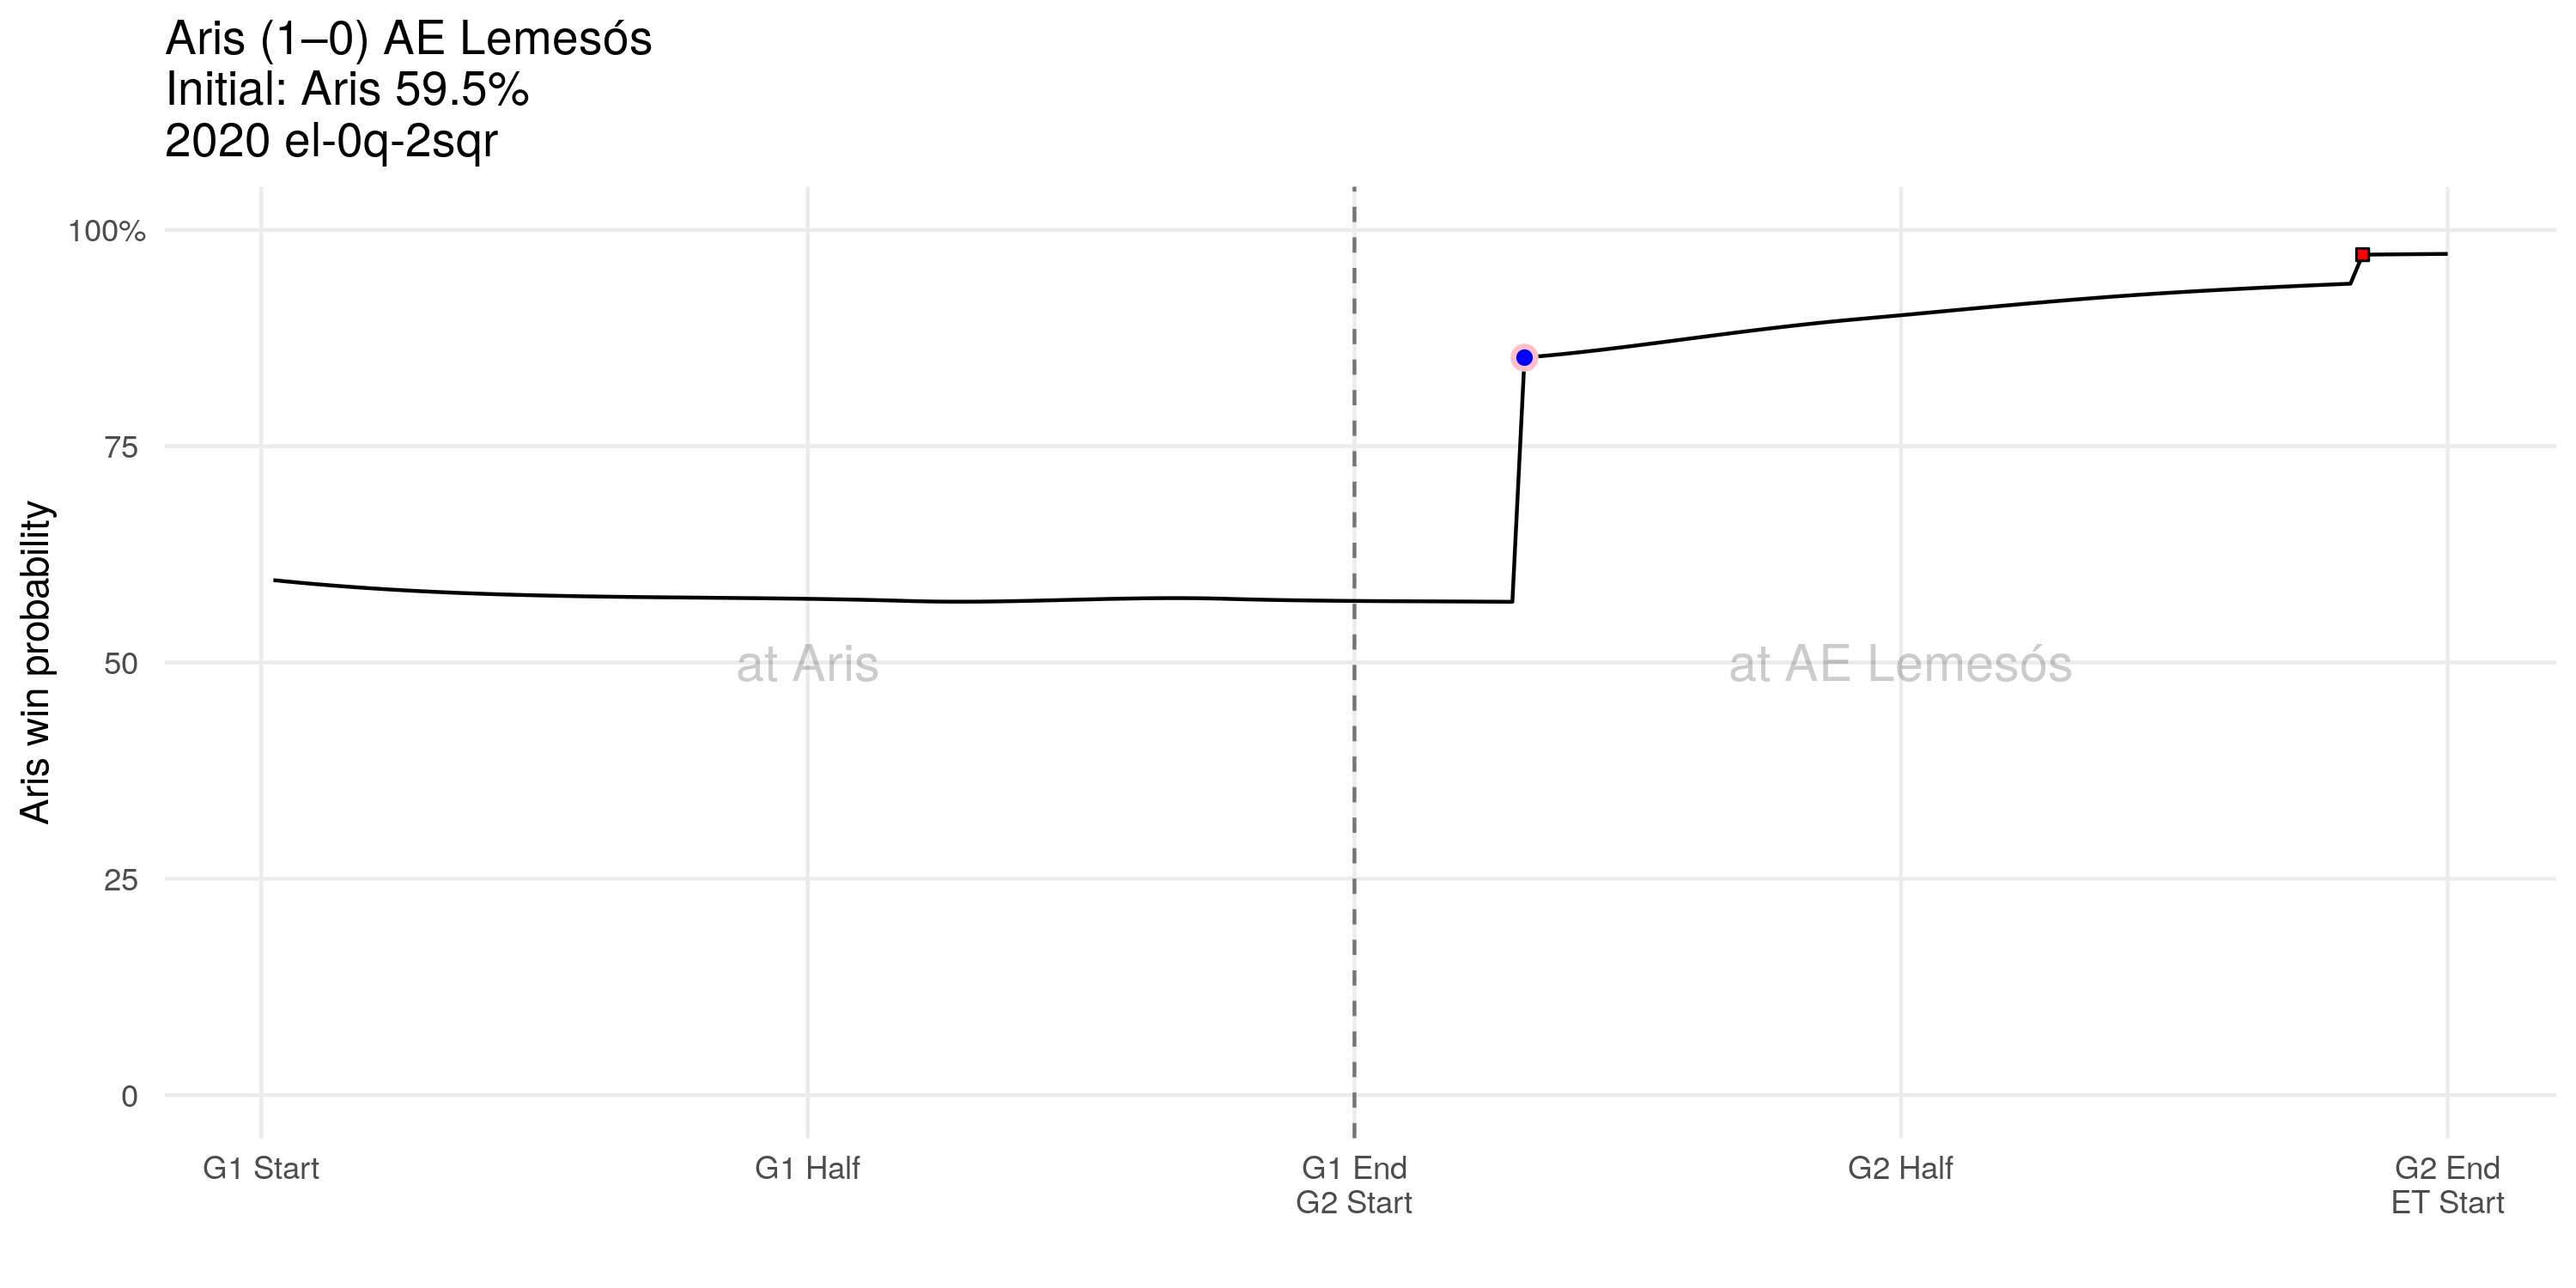 Aris (1–0) AE Lemesós
Initial: Aris 59.5%
2020 el-0q-2sqr
Aris win probability
100%
75
50
25
0
at Aris
at AE Lemesós
G1 Start
G1 Half
G1 End
G2 Start
G2 Half
G2 End
ET Start